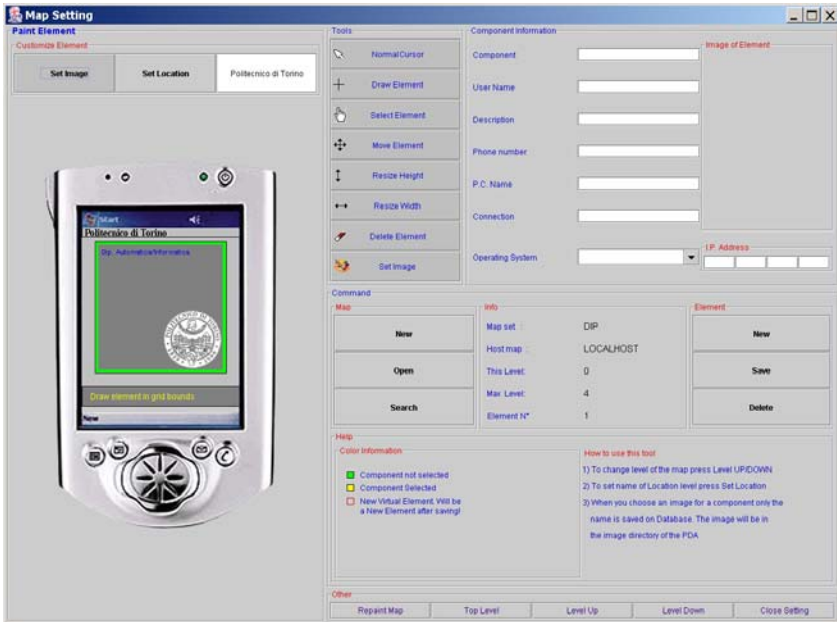 Map Setting
Paint Element
Customize Element
Set Image
Set Location
Politecnico di Torino
Start
Politecnico di Torino
Dip. Automatica/Informatica
Draw element in grid bounds
New
Tools
Normal Cursor
Draw Element
Select Element
Move Element
Resize Height
Resize Width
Delete Element
Set Image
Component Information
Component
User Name
Description
Phone number
P.C. Name
Connection
Operating System
Image of Element
I.P. Address
Command
Map
New
Open
Search
Info
Map set : DIP
Host map : LOCALHOST
This Level: 0
Max Level: 4
Element N° 1
Element
New
Save
Delete
Help
Color Information
Component not selected
Component Selected
New Virtual Element. Will be
a New Element after saving!
How to use this tool
1) To change level of the map press Level UP/DOWN
2) To set name of Location level press Set Location
3) When you choose an image for a component only the
name is saved on Database. The image will be in
the image directory of the PDA
Other
Repaint Map
Top Level
Level Up
Level Down
Close Setting